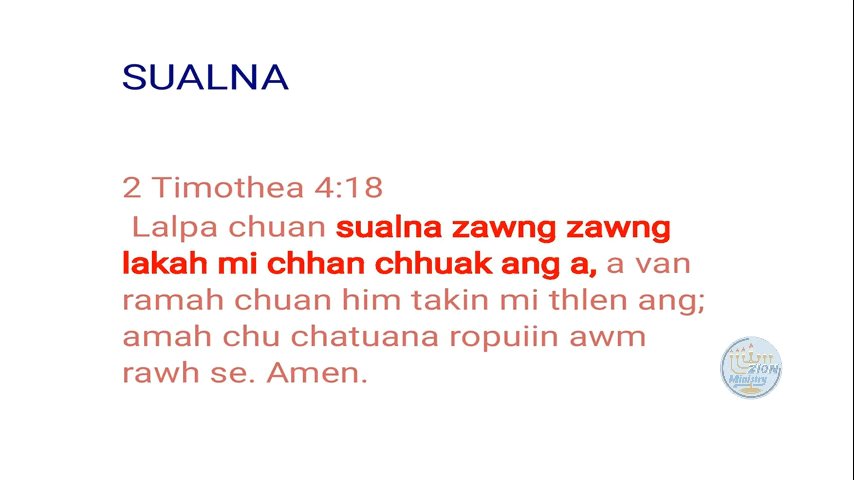 SUALNA
2 Timothea 4:18
Lalpa chuan sualna zawng zawng
lakah mi chhan chhuak ang a, a van
ramah chuan him takin mi thlen ang;
amah chu chatuana ropuiin awm
rawh se. Amen.
ZION
Ministry